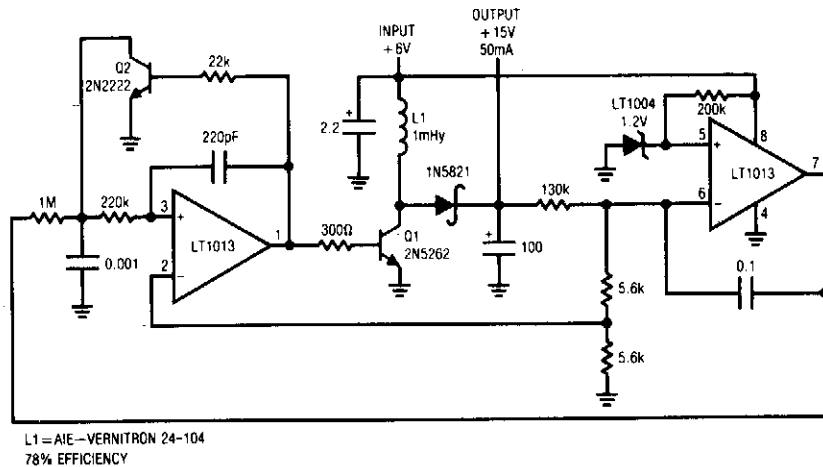 INPUT
+6V
OUTPUT
+15V
50mA
Q2
2N2222
22k
220pF
2.2
L1
1mHy
LT1004
1.2V
200k
5
+
8
LT1013
7
1N5821
130k
6
−
4
1M
220k
3
+
LT1013
1
300Ω
Q1
2N5262
+
100
0.001
2
−
5.6k
0.1
5.6k
L1=AIE—VERNITRON 24-104
78% EFFICIENCY